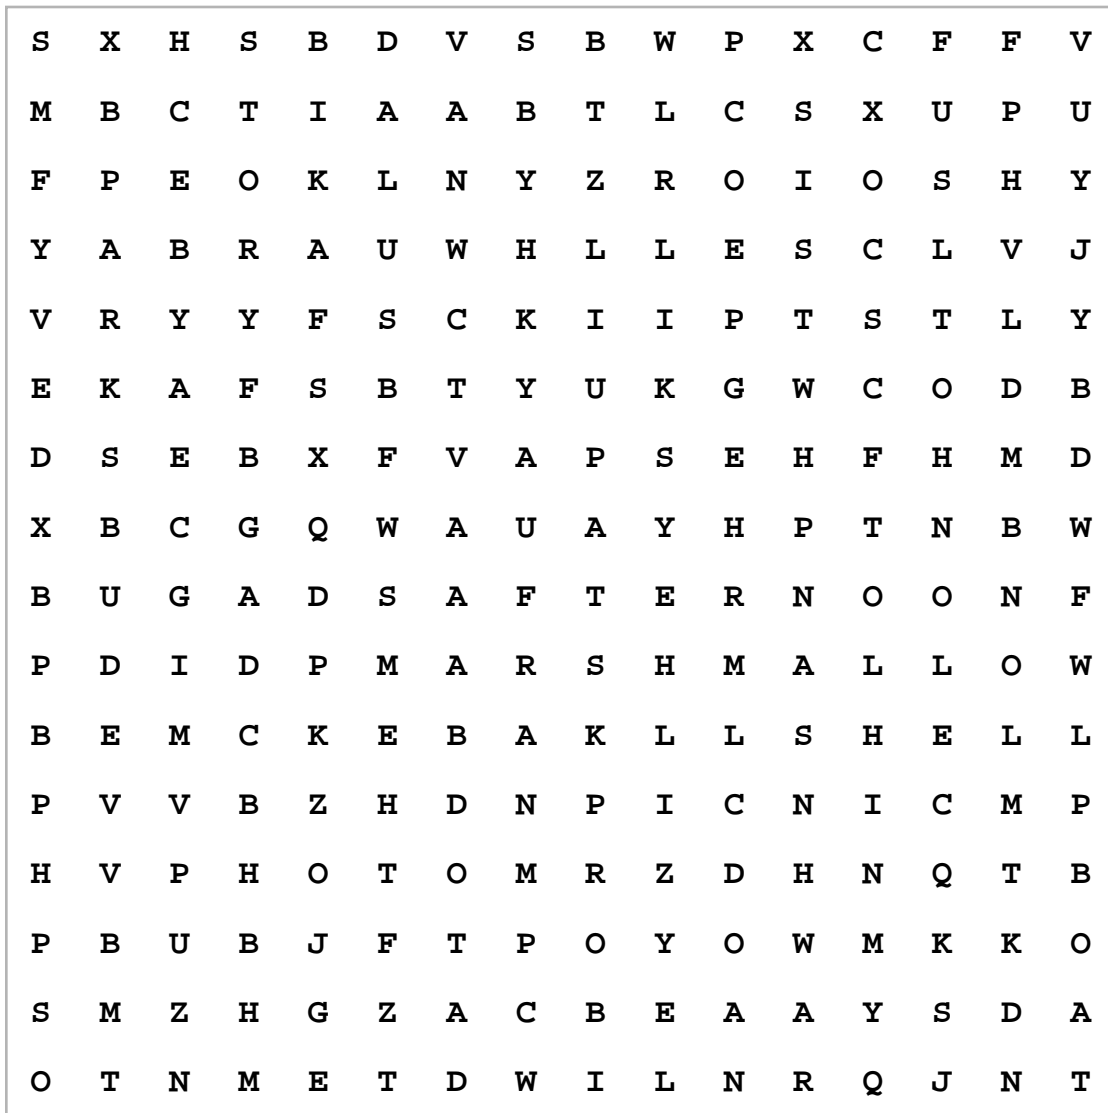 S X H S B D V S B W P X C F F V
M B C T I A A B T L C S X U P U
F P E O K L N Y Z R O I O S H Y
Y A B R A U W H L L E S C L V J
V R Y Y F S C K I I P T S T L Y
E K A F S B T Y U K G W C O D B
D S E B X F V A P S E H F H M D
X B C G Q W A U A Y H P T N B W
B U G A D S A F T E R N O O N F
P D I D P M A R S H M A L L O W
B E M C K E B A K L L S H E L L
P V V B Z H D N P I C N I C M P
H V P H O T O M R Z D H N Q T B
P B U B J F T P O Y O W M K K O
S M Z H G Z A C B E A A Y S D A
O T N M E T D W I L N R Q J N T